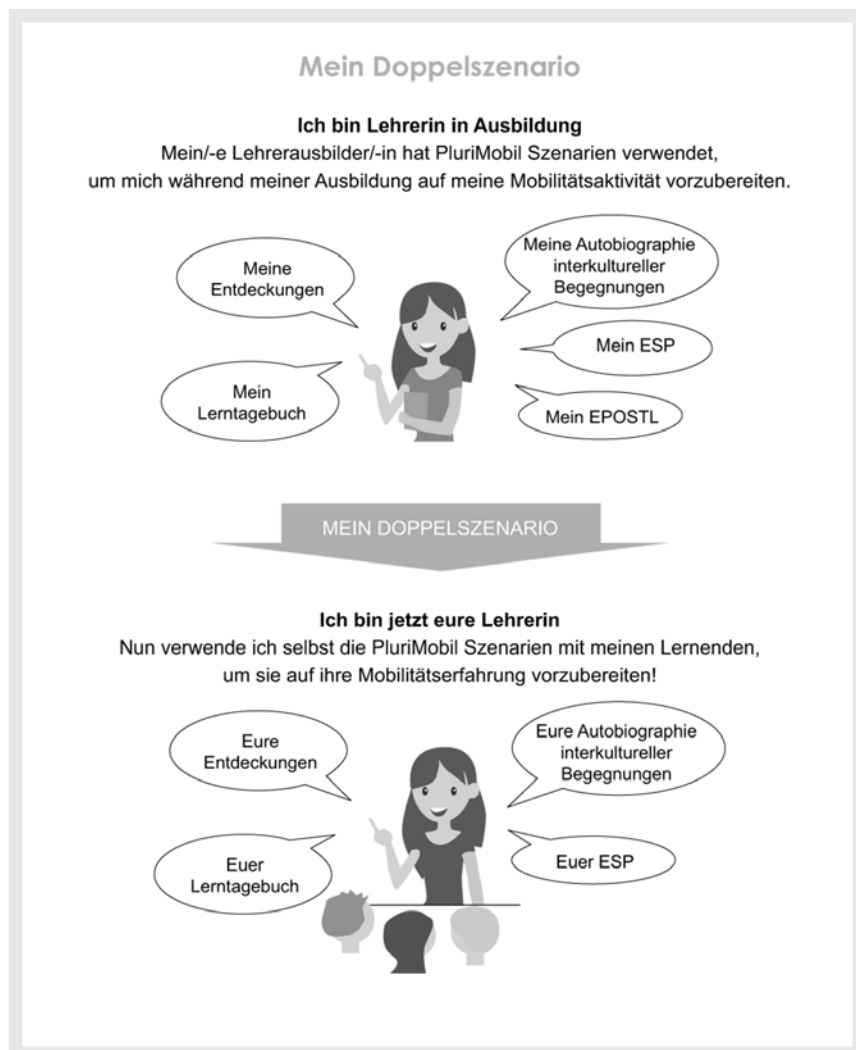 Mein Doppelszenario
Ich bin Lehrerin in Ausbildung
Mein/-e Lehrerausbilder/-in hat PluriMobil Szenarien verwendet,
um mich während meiner Ausbildung auf meine Mobilitätsaktivität vorzubereiten.
Meine
Entdeckungen
Meine Autobiographie
interkultureller
Begegnungen
Mein ESP
Mein
Lerntagebuch
Mein EPOSTL
MEIN DOPPELSZENARIO
Ich bin jetzt eure Lehrerin
Nun verwende ich selbst die PluriMobil Szenarien mit meinen Lernenden,
um sie auf ihre Mobilitätserfahrung vorzubereiten!
Eure
Entdeckungen
Eure Autobiographie
interkultureller
Begegnungen
Euer
Lerntagebuch
Euer ESP